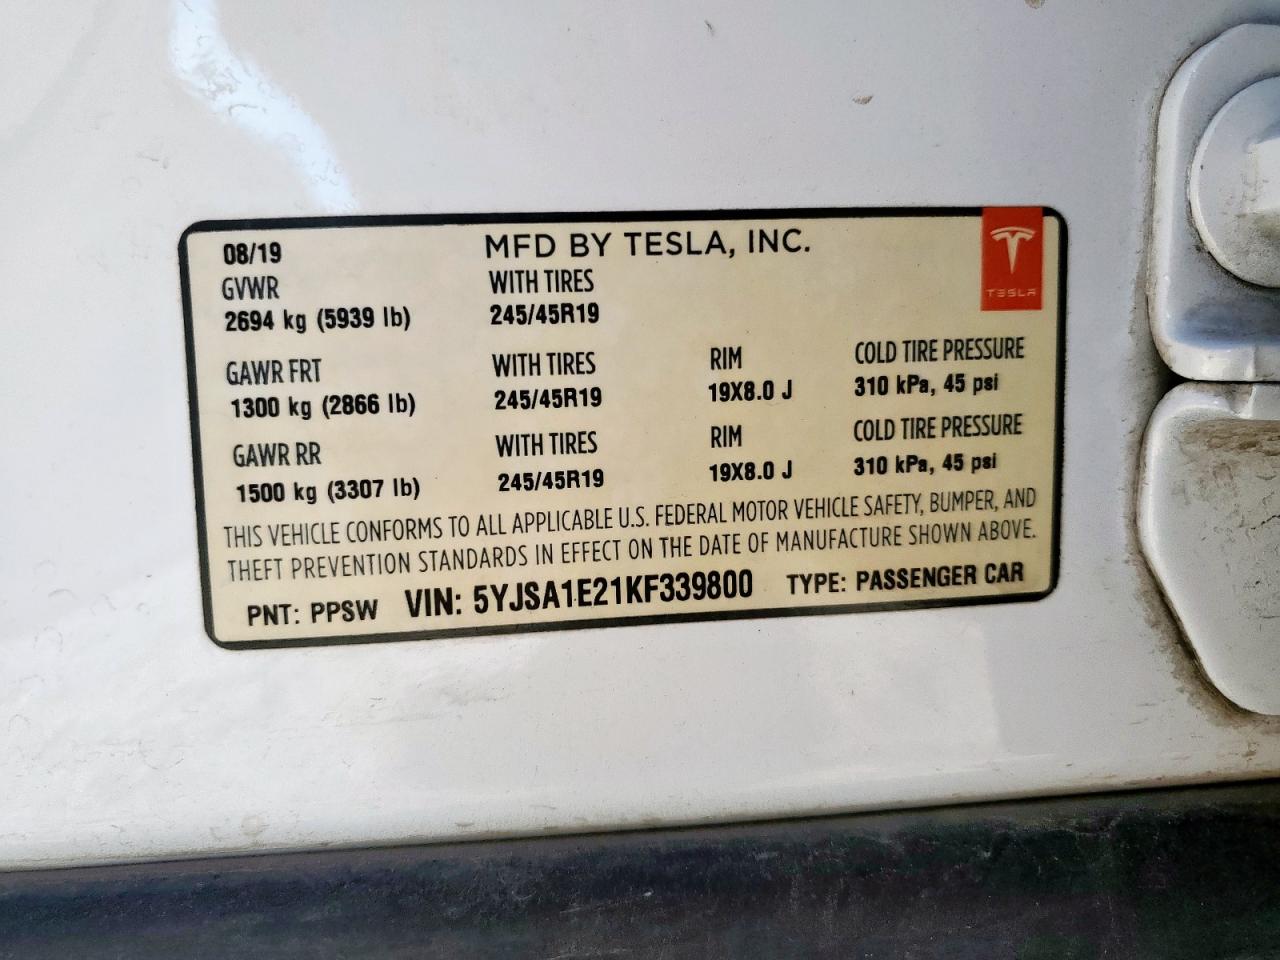 08/19 MFD BY TESLA, INC.
TESLA
GVWR WITH TIRES
2694 kg (5939 lb) 245/45R19
GAWR FRT WITH TIRES RIM COLD TIRE PRESSURE
1300 kg (2866 lb) 245/45R19 19X8.0 J 310 kPa, 45 psi
GAWR RR WITH TIRES RIM COLD TIRE PRESSURE
1500 kg (3307 lb) 245/45R19 19X8.0 J 310 kPa, 45 psi
THIS VEHICLE CONFORMS TO ALL APPLICABLE U.S. FEDERAL MOTOR VEHICLE SAFETY, BUMPER, AND
THEFT PREVENTION STANDARDS IN EFFECT ON THE DATE OF MANUFACTURE SHOWN ABOVE.
PNT: PPSW VIN: 5YJSA1E21KF339800 TYPE: PASSENGER CAR